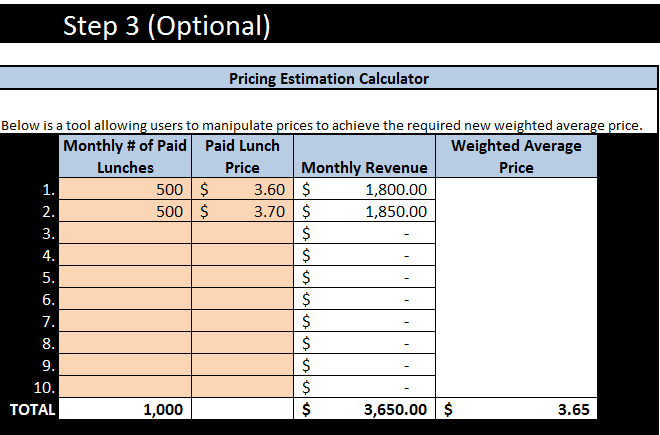 Step 3 (Optional)
Pricing Estimation Calculator
Below is a tool allowing users to manipulate prices to achieve the required new weighted average price.
Monthly # of Paid Lunches Paid Lunch Price Monthly Revenue Weighted Average Price
1. 500 $ 3.60 $ 1,800.00
2. 500 $ 3.70 $ 1,850.00
3. $ -
4. $ -
5. $ -
6. $ -
7. $ -
8. $ -
9. $ -
10. $ -
TOTAL 1,000 $ 3,650.00 $ 3.65